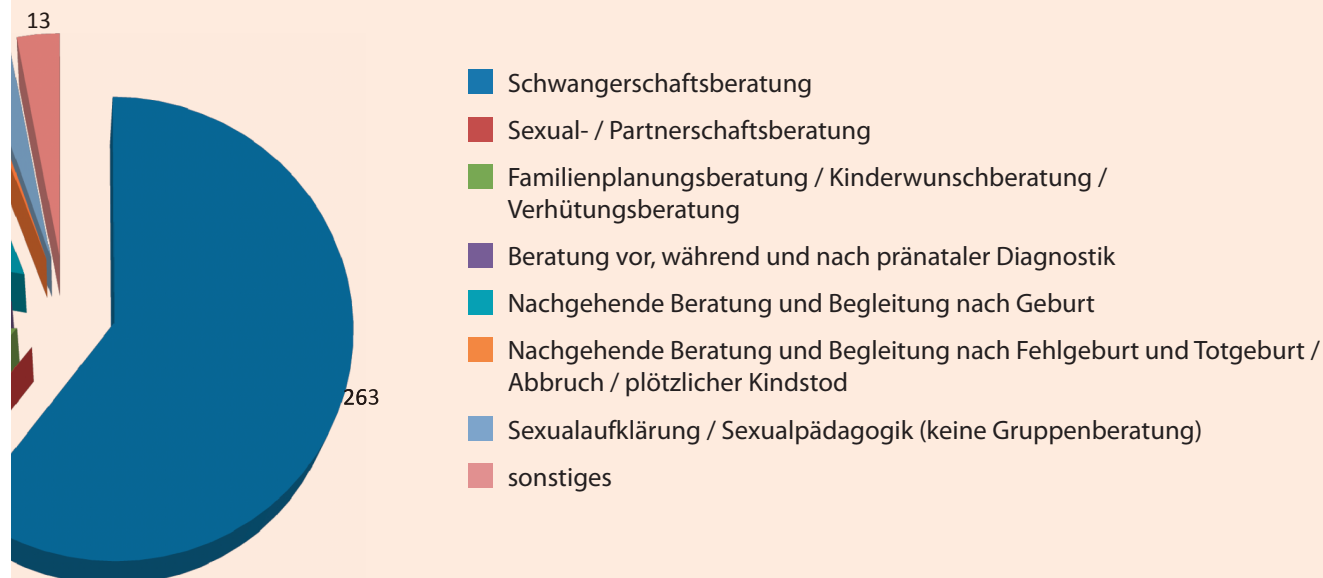 13
Schwangerschaftsberatung
Sexual- / Partnerschaftsberatung
Familienplanungsberatung / Kinderwunschberatung /
Verhütungsberatung
Beratung vor, während und nach pränataler Diagnostik
Nachgehende Beratung und Begleitung nach Geburt
Nachgehende Beratung und Begleitung nach Fehlgeburt und Totgeburt /
Abbruch / plötzlicher Kindstod
263
Sexualaufklärung / Sexualpädagogik (keine Gruppenberatung)
sonstiges